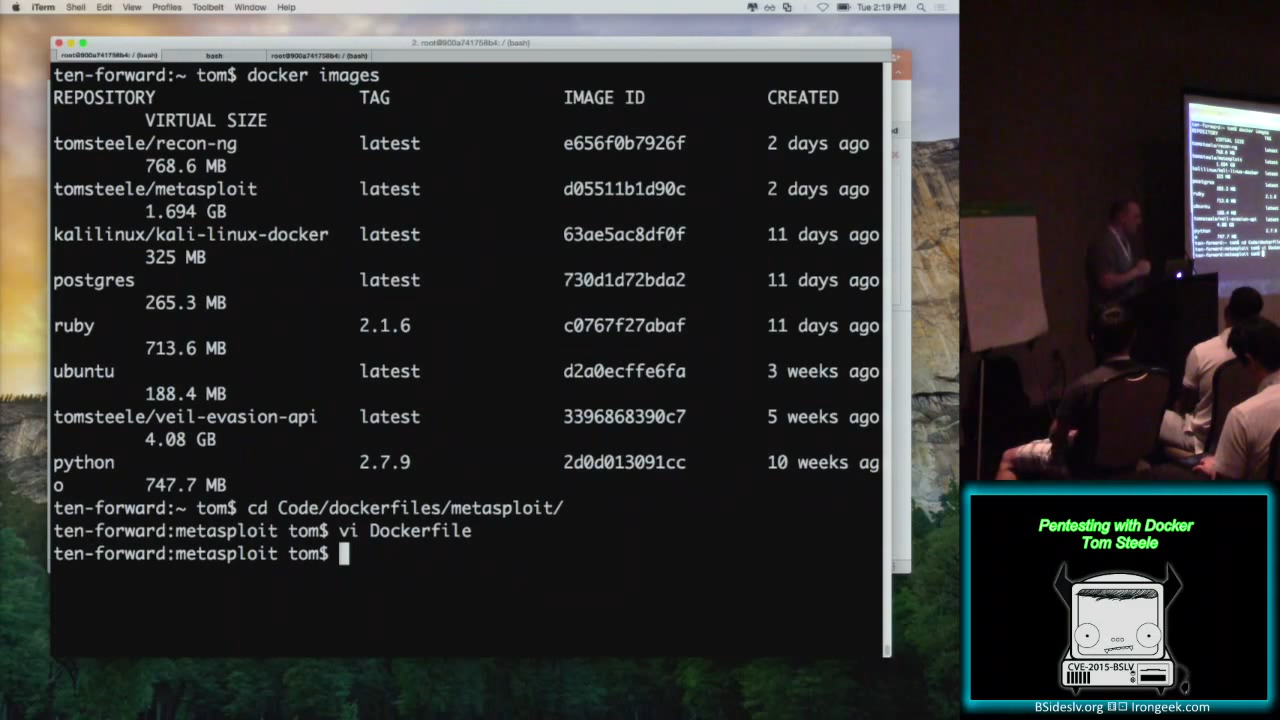 iTerm Shell Edit View Profiles Toolbelt Window Help
Tue 2:19 PM
2. root@900a741758b4: / (bash)
root@900a741758b4: / (bash) bash root@900a741758b4: / (bash)
ten-forward:~ tom$ docker images
REPOSITORY TAG IMAGE ID CREATED
VIRTUAL SIZE
tomsteele/recon-ng latest e656f0b7926f 2 days ago
768.6 MB
tomsteele/metasploit latest d05511b1d90c 2 days ago
1.694 GB
kalilinux/kali-linux-docker latest 63ae5ac8df0f 11 days ago
325 MB
postgres latest 730d1d72bda2 11 days ago
265.3 MB
ruby 2.1.6 c0767f27abaf 11 days ago
713.6 MB
ubuntu latest d2a0ecffe6fa 3 weeks ago
188.4 MB
tomsteele/veil-evasion-api latest 3396868390c7 5 weeks ago
4.08 GB
python 2.7.9 2d0d013091cc 10 weeks ag
o 747.7 MB
ten-forward:~ tom$ cd Code/dockerfiles/metasploit/
ten-forward:metasploit tom$ vi Dockerfile
ten-forward:metasploit tom$
Pentesting with Docker
Tom Steele
CVE-2015-BSLV
BSideslv.org Irongeek.com